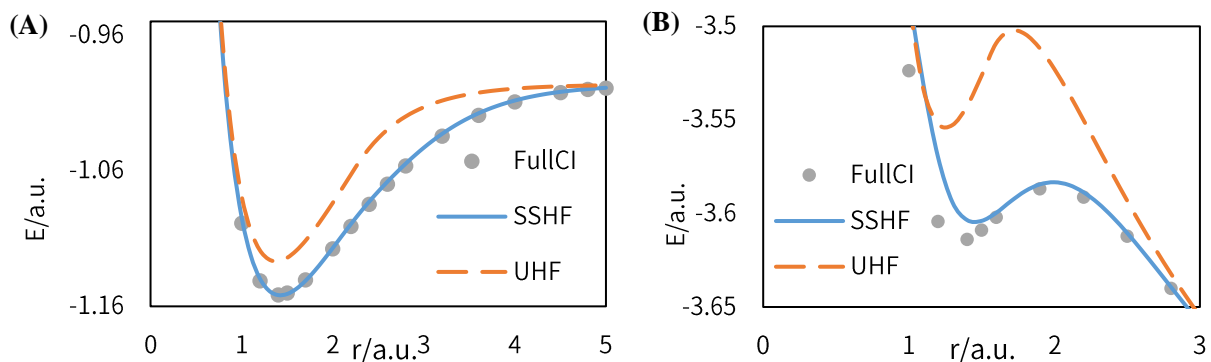 (A)
-0.96
-1.06
-1.16
E/a.u.
FullCI
SSHF
UHF
0 1 2 3 4 5
r/a.u.
(B)
-3.5
-3.55
-3.6
-3.65
E/a.u.
FullCI
SSHF
UHF
0 1 2 3
r/a.u.